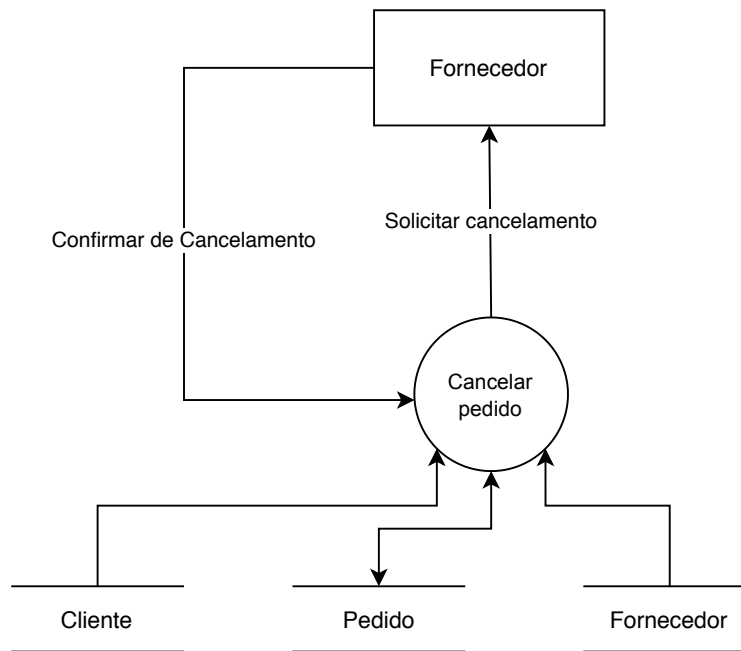 Fornecedor
Solicitar cancelamento
Confirmar de Cancelamento
Cancelar
pedido
Cliente
Pedido
Fornecedor